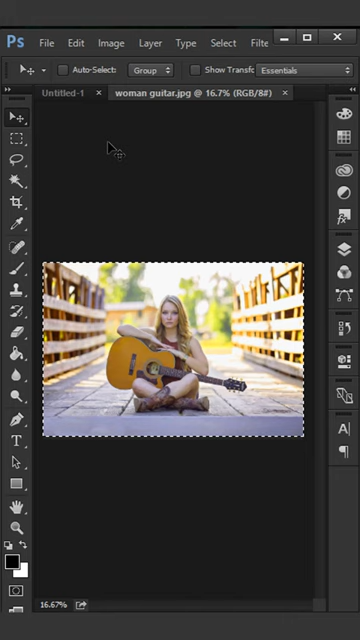 Ps File Edit Image Layer Type Select Filte
Auto-Select: Group Show Transfc Essentials
Untitled-1 × woman guitar.jpg @ 16.7% (RGB/8#) ×
16.67%